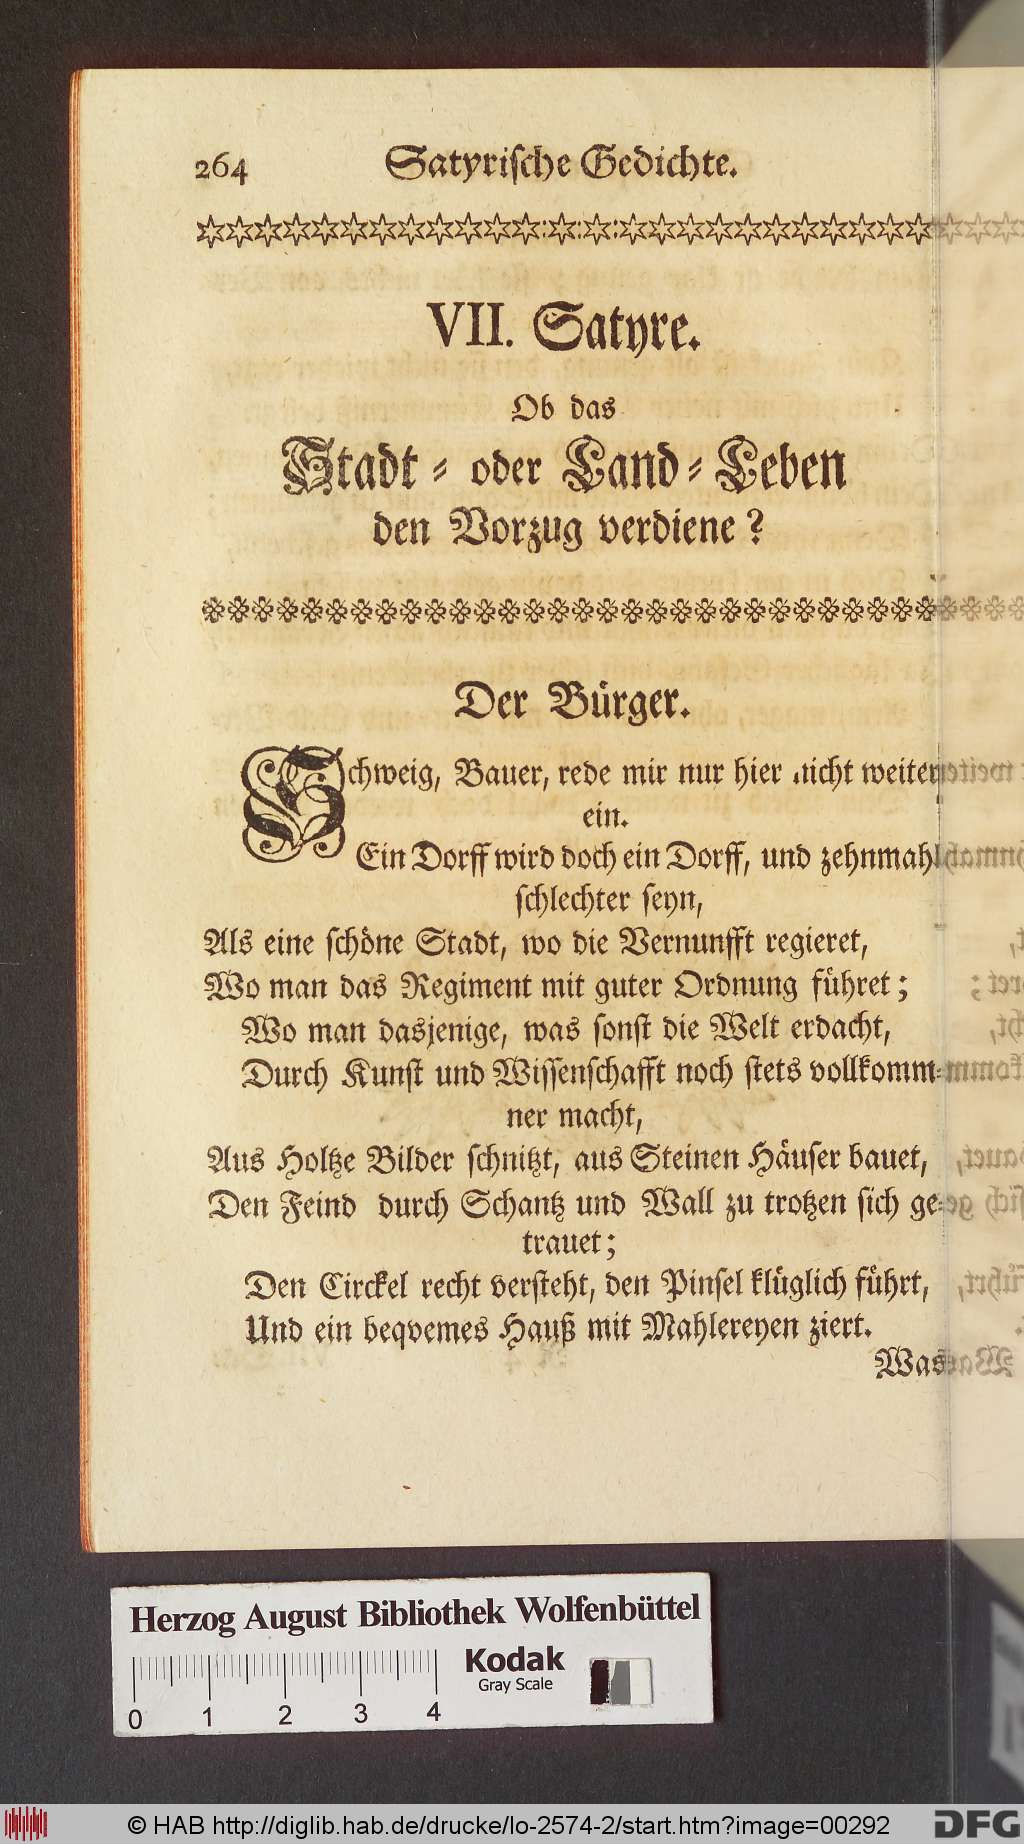 264 Satyrische Gedichte.
VII. Satyre.
Ob das
Stadt- oder Land-Leben
den Vorzug verdiene?
Der Bürger.
Schweig, Bauer, rede mir nur hier nicht weiter
ein.
Ein Dorff wird doch ein Dorff, und zehnmahl
schlechter seyn,
Als eine schöne Stadt, wo die Vernunfft regieret,
Wo man das Regiment mit guter Ordnung führet;
Wo man dasjenige, was sonst die Welt erdacht,
Durch Kunst und Wissenschafft noch stets vollkomm-
ner macht,
Aus Holtze Bilder schnitzt, aus Steinen Häuser bauet,
Den Feind durch Schantz und Wall zu trotzen sich ge-
trauet;
Den Circkel recht versteht, den Pinsel klüglich führt,
Und ein beqvemes Hauß mit Mahlereyen ziert.
Was
Herzog August Bibliothek Wolfenbüttel
Kodak
Gray Scale
0 1 2 3 4
© HAB http://diglib.hab.de/drucke/lo-2574-2/start.htm?image=00292
DFG